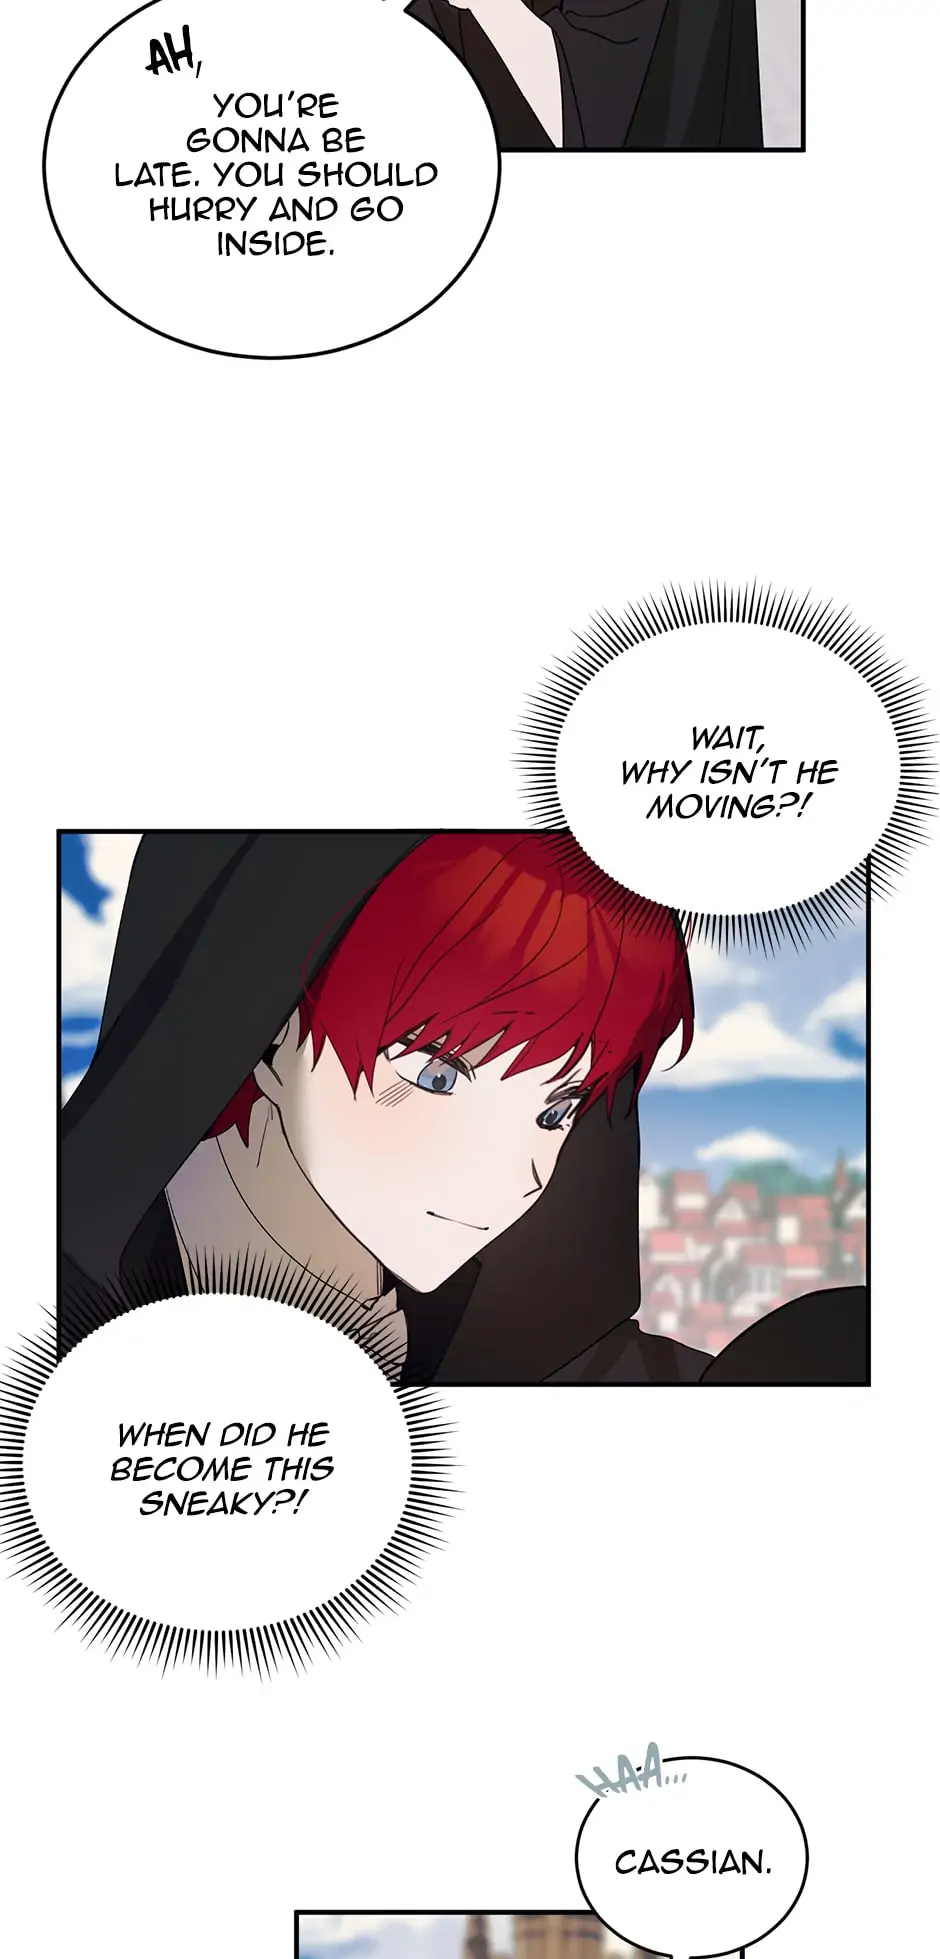 AH,
YOU'RE
GONNA BE
LATE. YOU SHOULD
HURRY AND GO
INSIDE.
WAIT,
WHY ISN'T HE
MOVING?!
WHEN DID HE
BECOME THIS
SNEAKY?!
HAA...
CASSIAN.